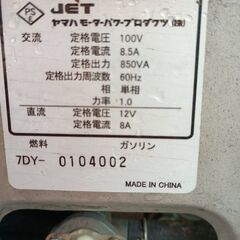 PS
E
JET
ヤマハモーターパワープロダクツ(株)
交流 定格電圧 100V
定格電流 8.5A
定格出力 850VA
定格出力周波数 60Hz
相 単相
力率 1.0
直流 定格電圧 12V
定格電流 8A
燃料 ガソリン
7DY- 0104002
MADE IN CHINA